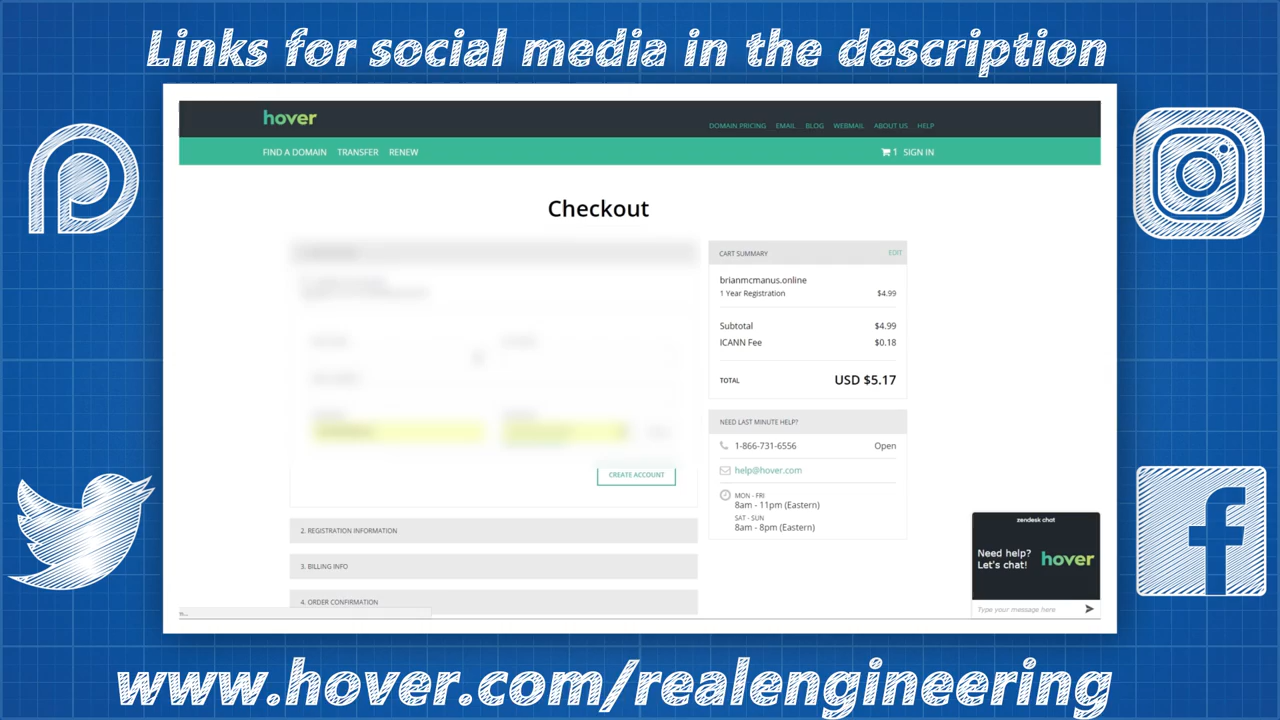 Links for social media in the description
hover
DOMAIN PRICING EMAIL BLOG WEBMAIL ABOUT US HELP
FIND A DOMAIN TRANSFER RENEW
1 SIGN IN
Checkout
CART SUMMARY EDIT
brianmcmanus.online
1 Year Registration $4.99
Subtotal $4.99
ICANN Fee $0.18
TOTAL USD $5.17
NEED LAST MINUTE HELP?
1-866-731-6556 Open
help@hover.com
MON - FRI
8am - 11pm (Eastern)
SAT - SUN
8am - 8pm (Eastern)
CREATE ACCOUNT
2. REGISTRATION INFORMATION
3. BILLING INFO
4. ORDER CONFIRMATION
zendesk chat
Need help?
Let's chat!
hover
Type your message here
www.hover.com/realengineering